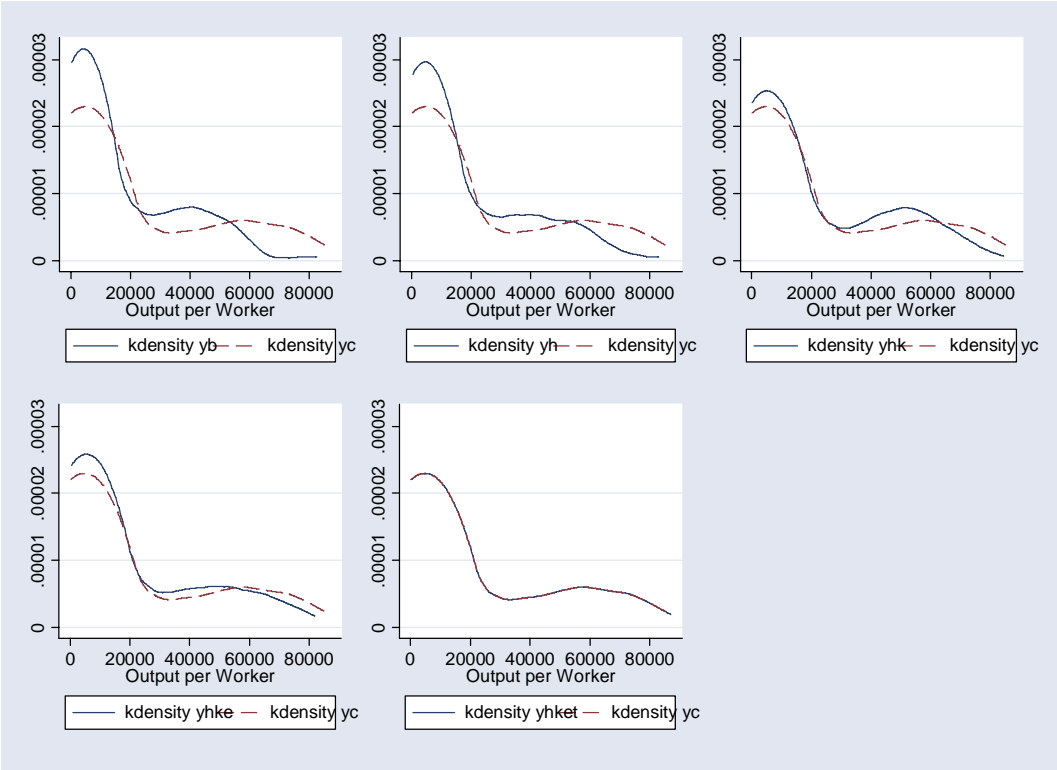 .00003
.00002
.00001
0
0 20000 40000 60000 80000
Output per Worker
kdensity yb kdensity yc
.00003
.00002
.00001
0
0 20000 40000 60000 80000
Output per Worker
kdensity yh kdensity yc
.00003
.00002
.00001
0
0 20000 40000 60000 80000
Output per Worker
kdensity yhk kdensity yc
.00003
.00002
.00001
0
0 20000 40000 60000 80000
Output per Worker
kdensity yhke kdensity yc
.00003
.00002
.00001
0
0 20000 40000 60000 80000
Output per Worker
kdensity yhket kdensity yc